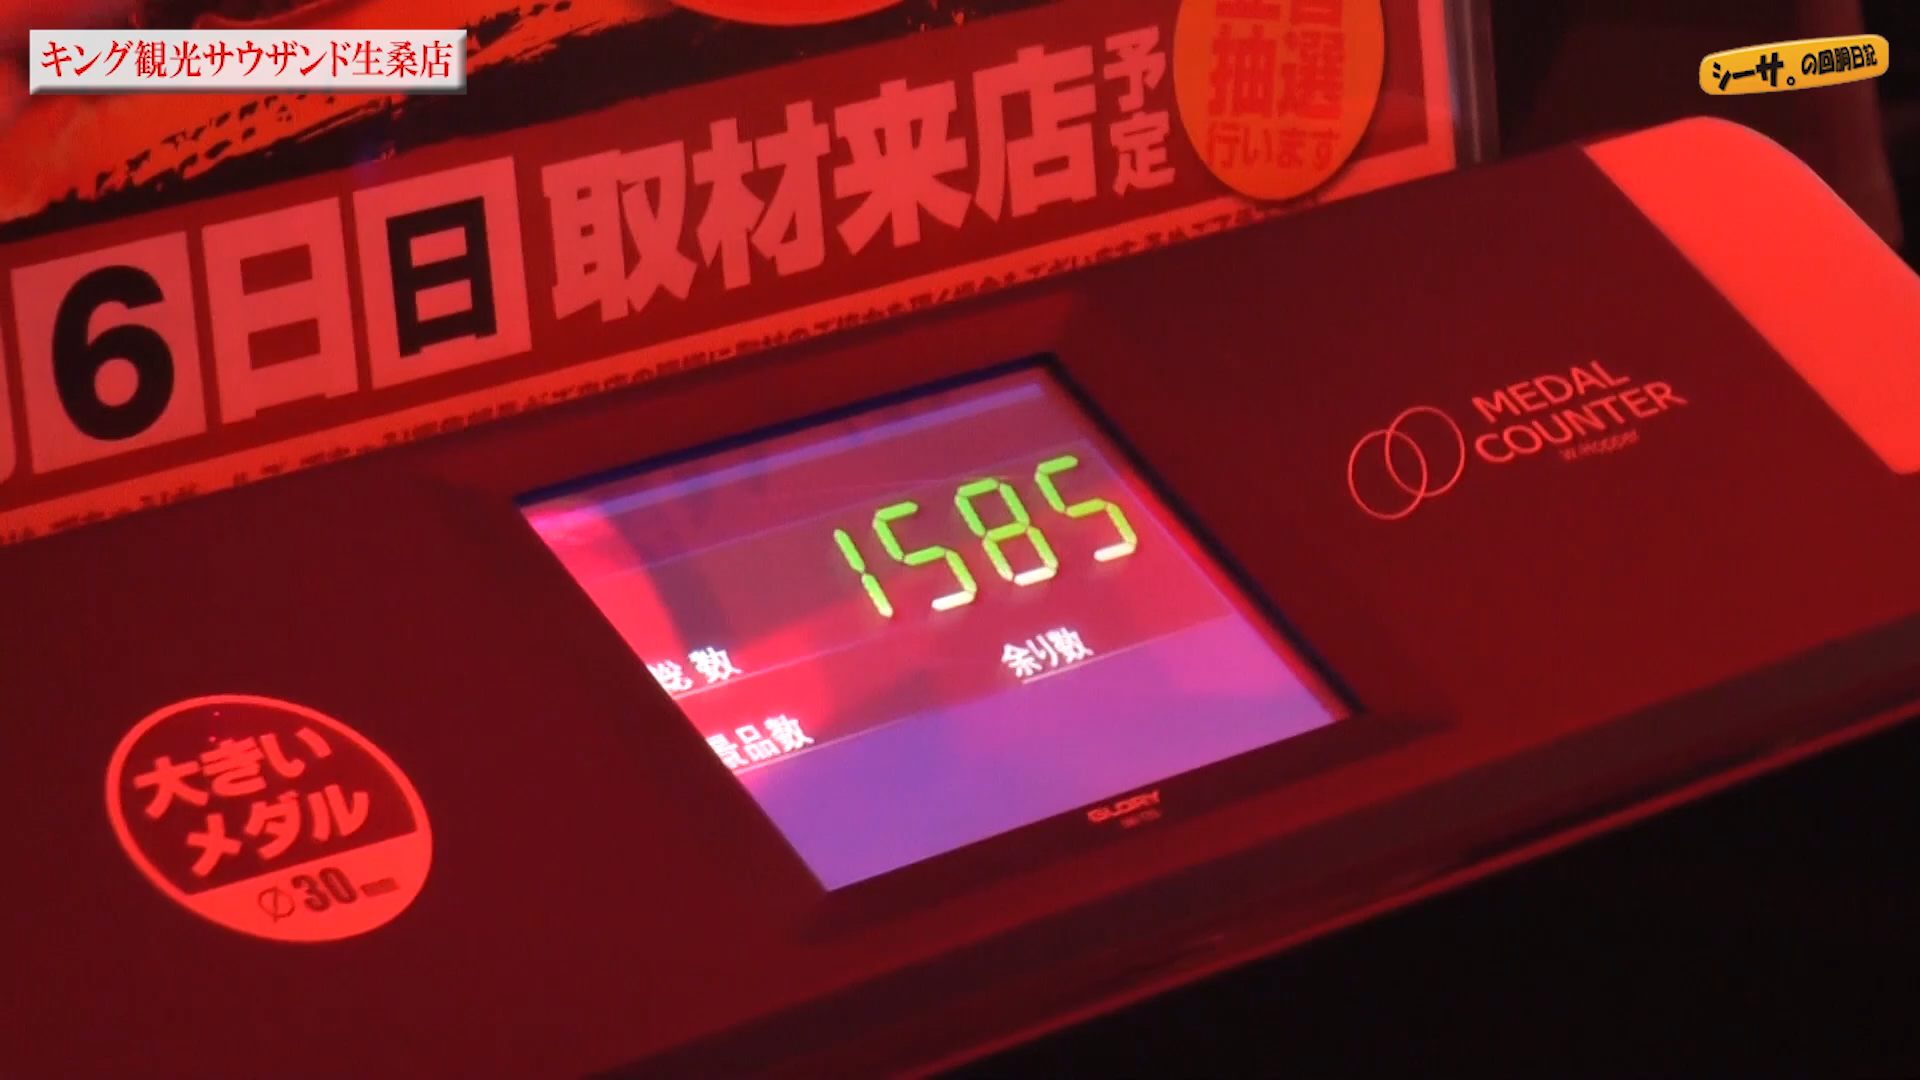 キング観光サウザンド生桑店
シーサ。の回胴日記
抽選
行います
6日日取材来店予定
MEDAL
COUNTER
w.Hopper
1585
総数
余り数
景品数
GLORY
大きい
メダル
∅30mm